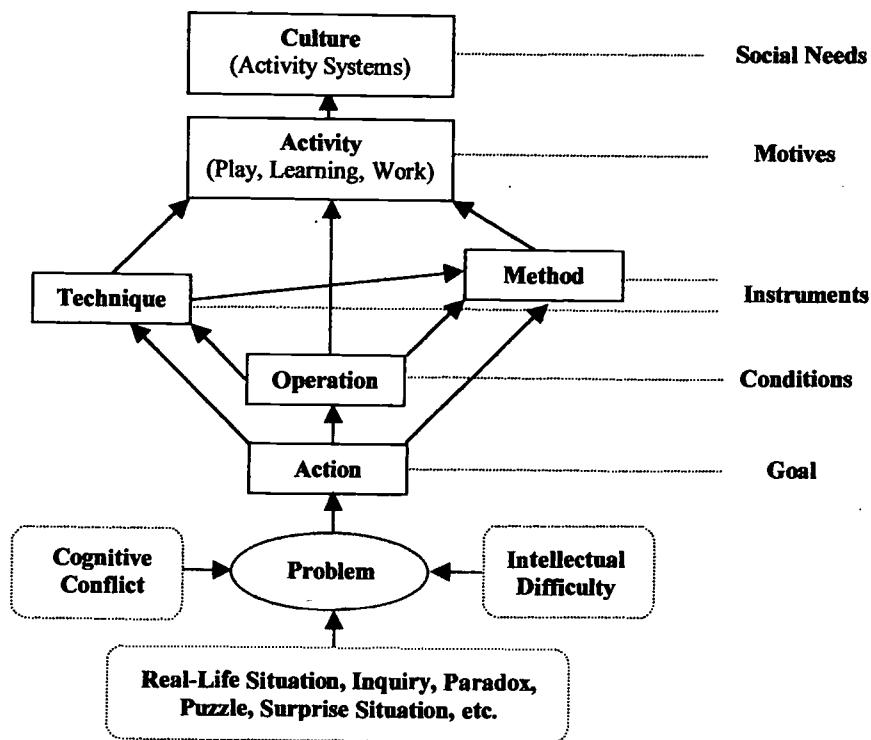 Culture
(Activity Systems)
Social Needs
Activity
(Play, Learning, Work)
Motives
Technique
Method
Instruments
Operation
Conditions
Action
Goal
Cognitive
Conflict
Problem
Intellectual
Difficulty
Real-Life Situation, Inquiry, Paradox,
Puzzle, Surprise Situation, etc.